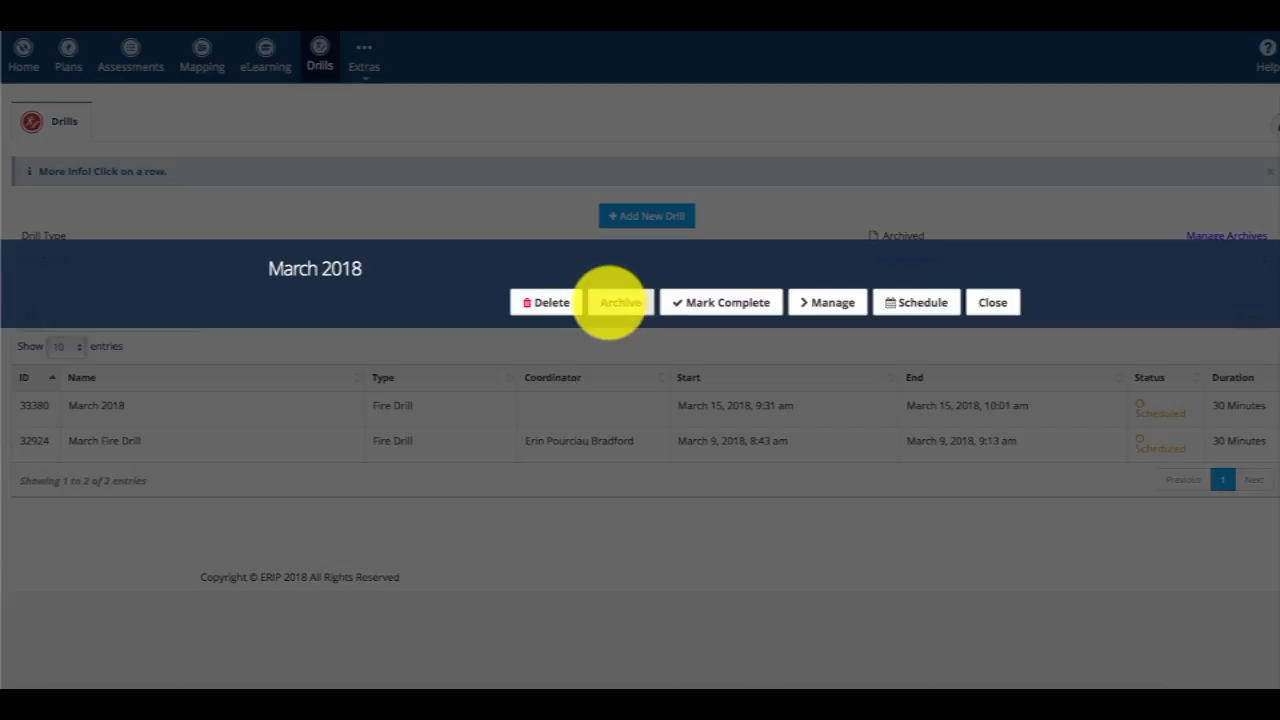 Home Plans Assessments Mapping eLearning Drills Extras Help
Drills
More Info! Click on a row.
Add New Drill
Drill Type Archived Manage Archives
March 2018
Delete Archive Mark Complete Manage Schedule Close
Show 10 entries
ID Name Type Coordinator Start End Status Duration
33380 March 2018 Fire Drill March 15, 2018, 9:31 am March 15, 2018, 10:01 am Scheduled 30 Minutes
32924 March Fire Drill Fire Drill Erin Pourciau Bradford March 9, 2018, 8:43 am March 9, 2018, 9:13 am Scheduled 30 Minutes
Showing 1 to 2 of 2 entries Previous 1 Next
Copyright © ERIP 2018 All Rights Reserved